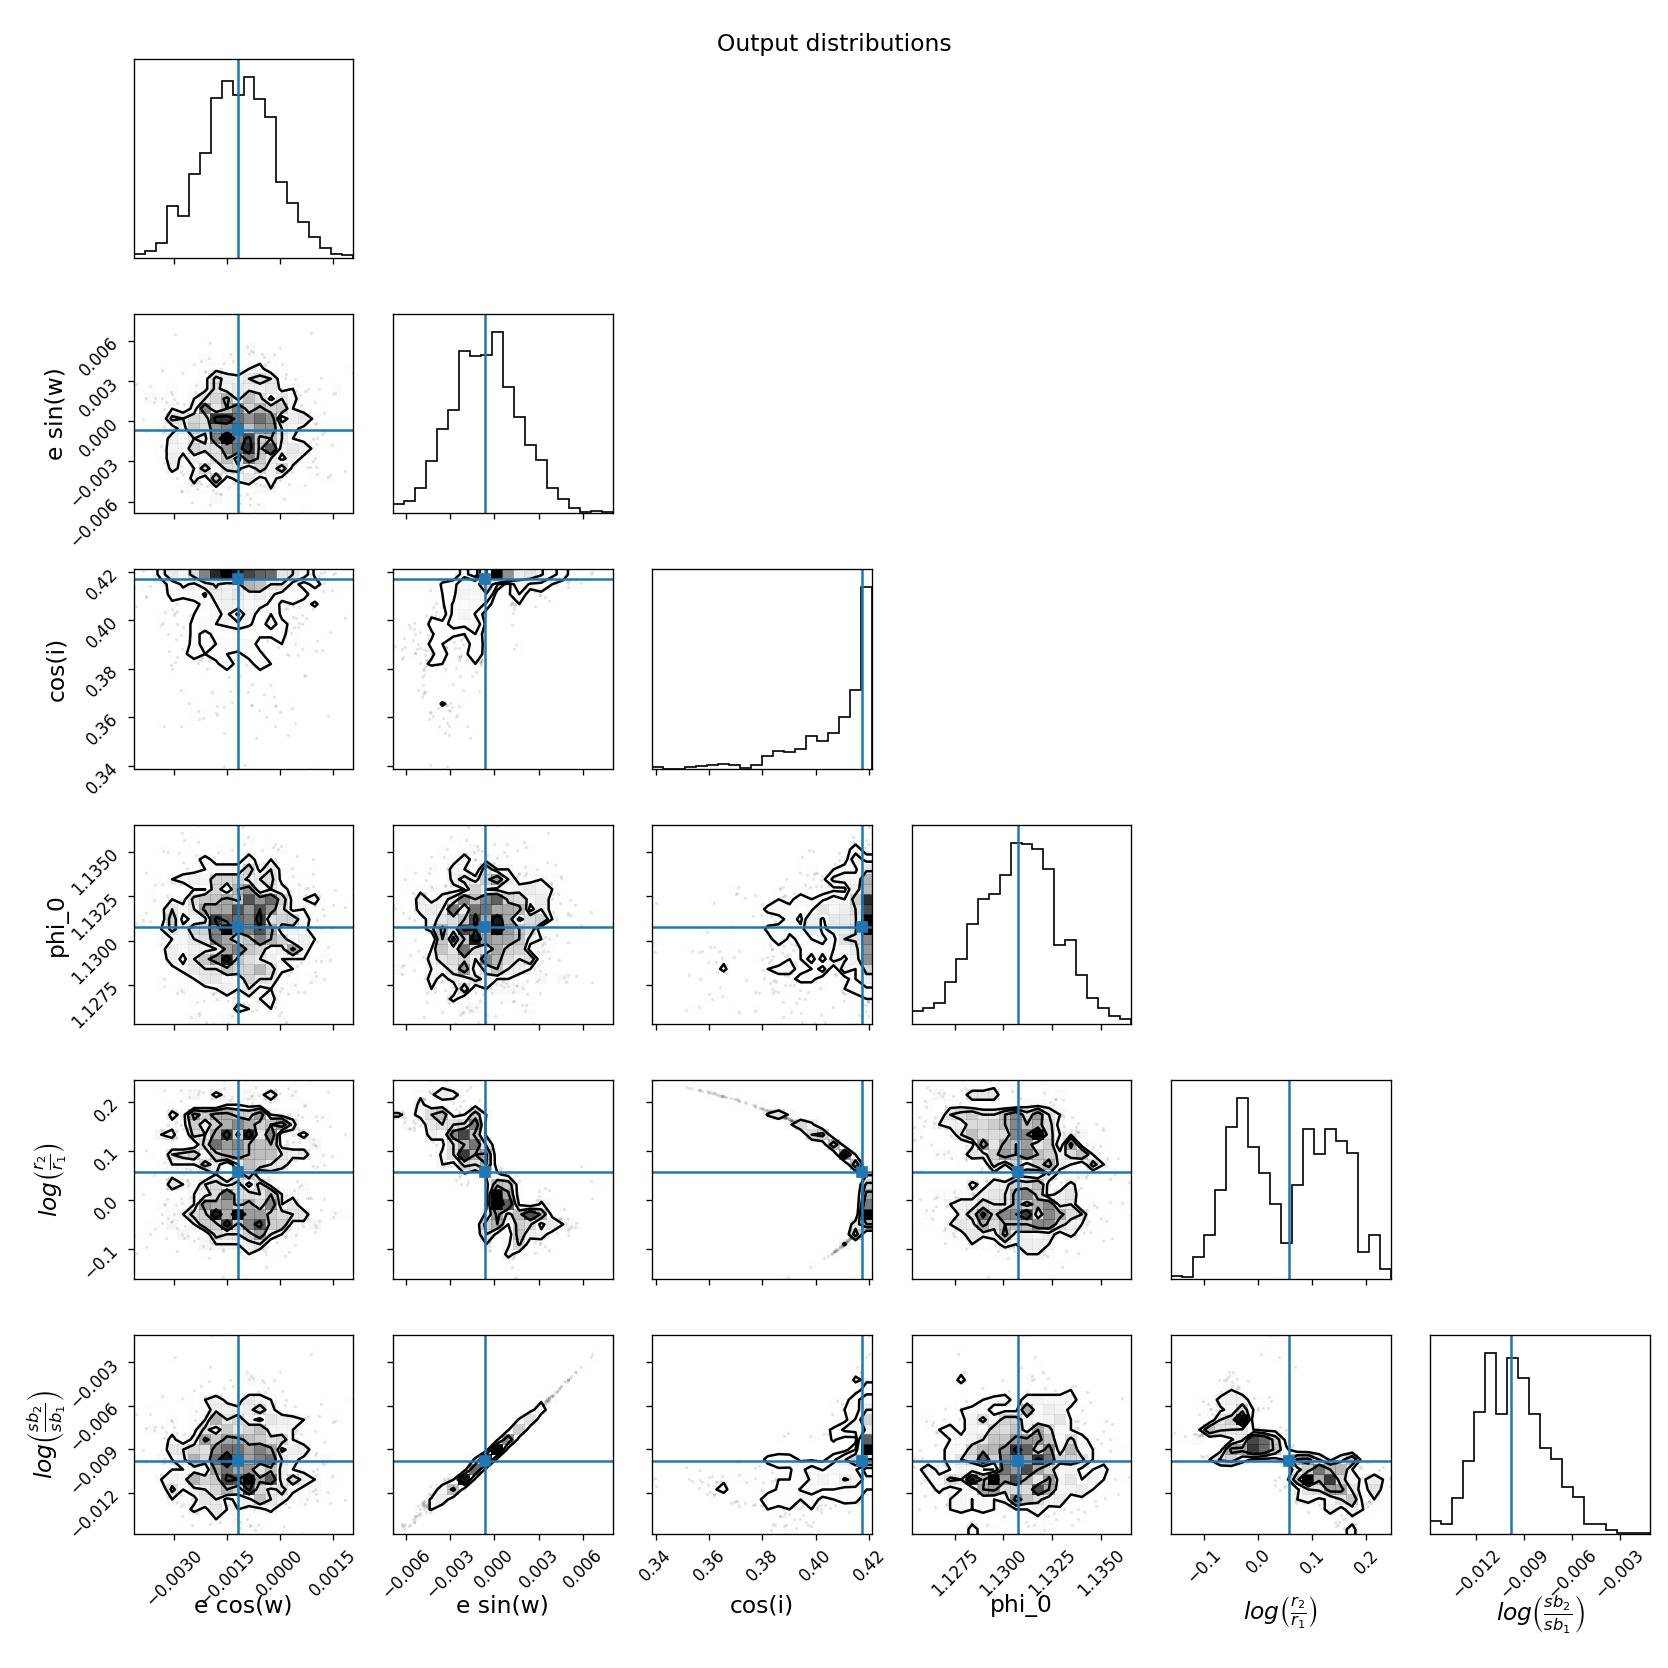 Output distributions
e sin(w)
0.006
0.003
0.000
−0.003
−0.006
cos(i)
0.42
0.40
0.38
0.36
0.34
phi_0
1.1350
1.1325
1.1300
1.1275
log(r₂/r₁)
0.2
0.1
0.0
−0.1
log(sb₂/sb₁)
−0.003
−0.006
−0.009
−0.012
−0.0030 −0.0015 0.0000 0.0015
−0.006 −0.003 0.000 0.003 0.006
0.34 0.36 0.38 0.40 0.42
1.1275 1.1300 1.1325 1.1350
−0.1 0.0 0.1 0.2
−0.012 −0.009 −0.006 −0.003
e cos(w)
e sin(w)
cos(i)
phi_0
log(r₂/r₁)
log(sb₂/sb₁)